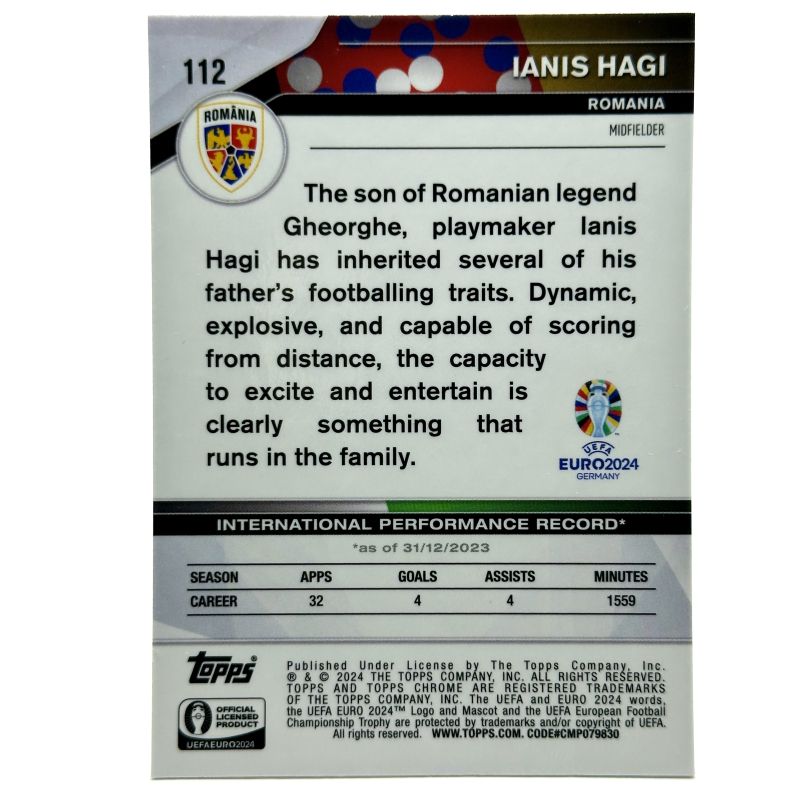 112
IANIS HAGI
ROMANIA
MIDFIELDER
ROMÂNIA
The son of Romanian legend
Gheorghe, playmaker Ianis
Hagi has inherited several of his
father's footballing traits. Dynamic,
explosive, and capable of scoring
from distance, the capacity
to excite and entertain is
clearly something that
runs in the family.
UEFA
EURO2024
GERMANY
INTERNATIONAL PERFORMANCE RECORD*
*as of 31/12/2023
SEASON APPS GOALS ASSISTS MINUTES
CAREER 32 4 4 1559
topps®
OFFICIAL
LICENSED
PRODUCT
UEFA EURO2024
Published Under License by The Topps Company, Inc.
® & © 2024 THE TOPPS COMPANY, INC. ALL RIGHTS RESERVED.
TOPPS AND TOPPS CHROME ARE REGISTERED TRADEMARKS
OF THE TOPPS COMPANY, INC. The UEFA and EURO 2024 words,
the UEFA EURO 2024™ Logo and Mascot and the UEFA European Football
Championship Trophy are protected by trademarks and/or copyright of UEFA.
All rights reserved. WWW.TOPPS.COM. CODE#CMP079830